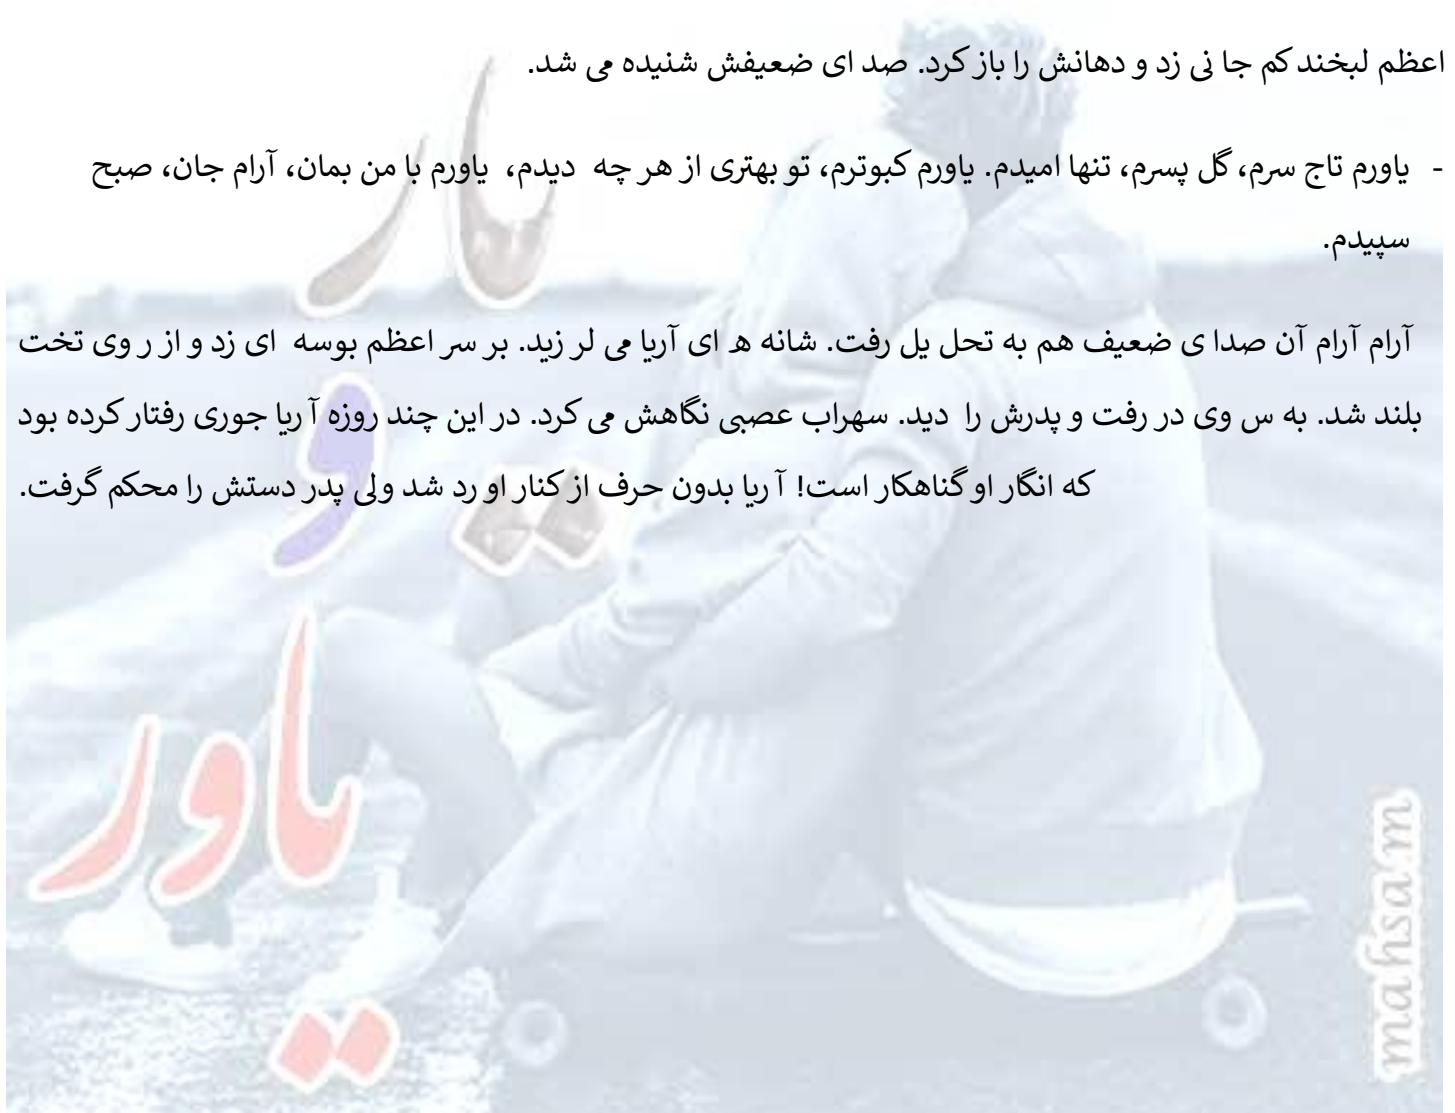 اعظم لبخند کم جا نی زد و دهانش را باز کرد. صد ای ضعیفش شنیده می شد.
- یاورم تاج سرم، گل پسرم، تنها امیدم. یاورم کبوترم، تو بهتری از هر چه دیدم، یاورم با من بمان، آرام جان، صبح
سپیدم.
آرام آرام آن صدا ی ضعیف هم به تحل یل رفت. شانه ه ای آریا می لر زید. بر سر اعظم بوسه ای زد و از ر وی تخت
بلند شد. به س وی در رفت و پدرش را دید. سهراب عصبی نگاهش می کرد. در این چند روزه آ ریا جوری رفتار کرده بود
که انگار او گناهکار است! آ ریا بدون حرف از کنار او رد شد ولی پدر دستش را محکم گرفت.
یار
و
یاور
mahsam